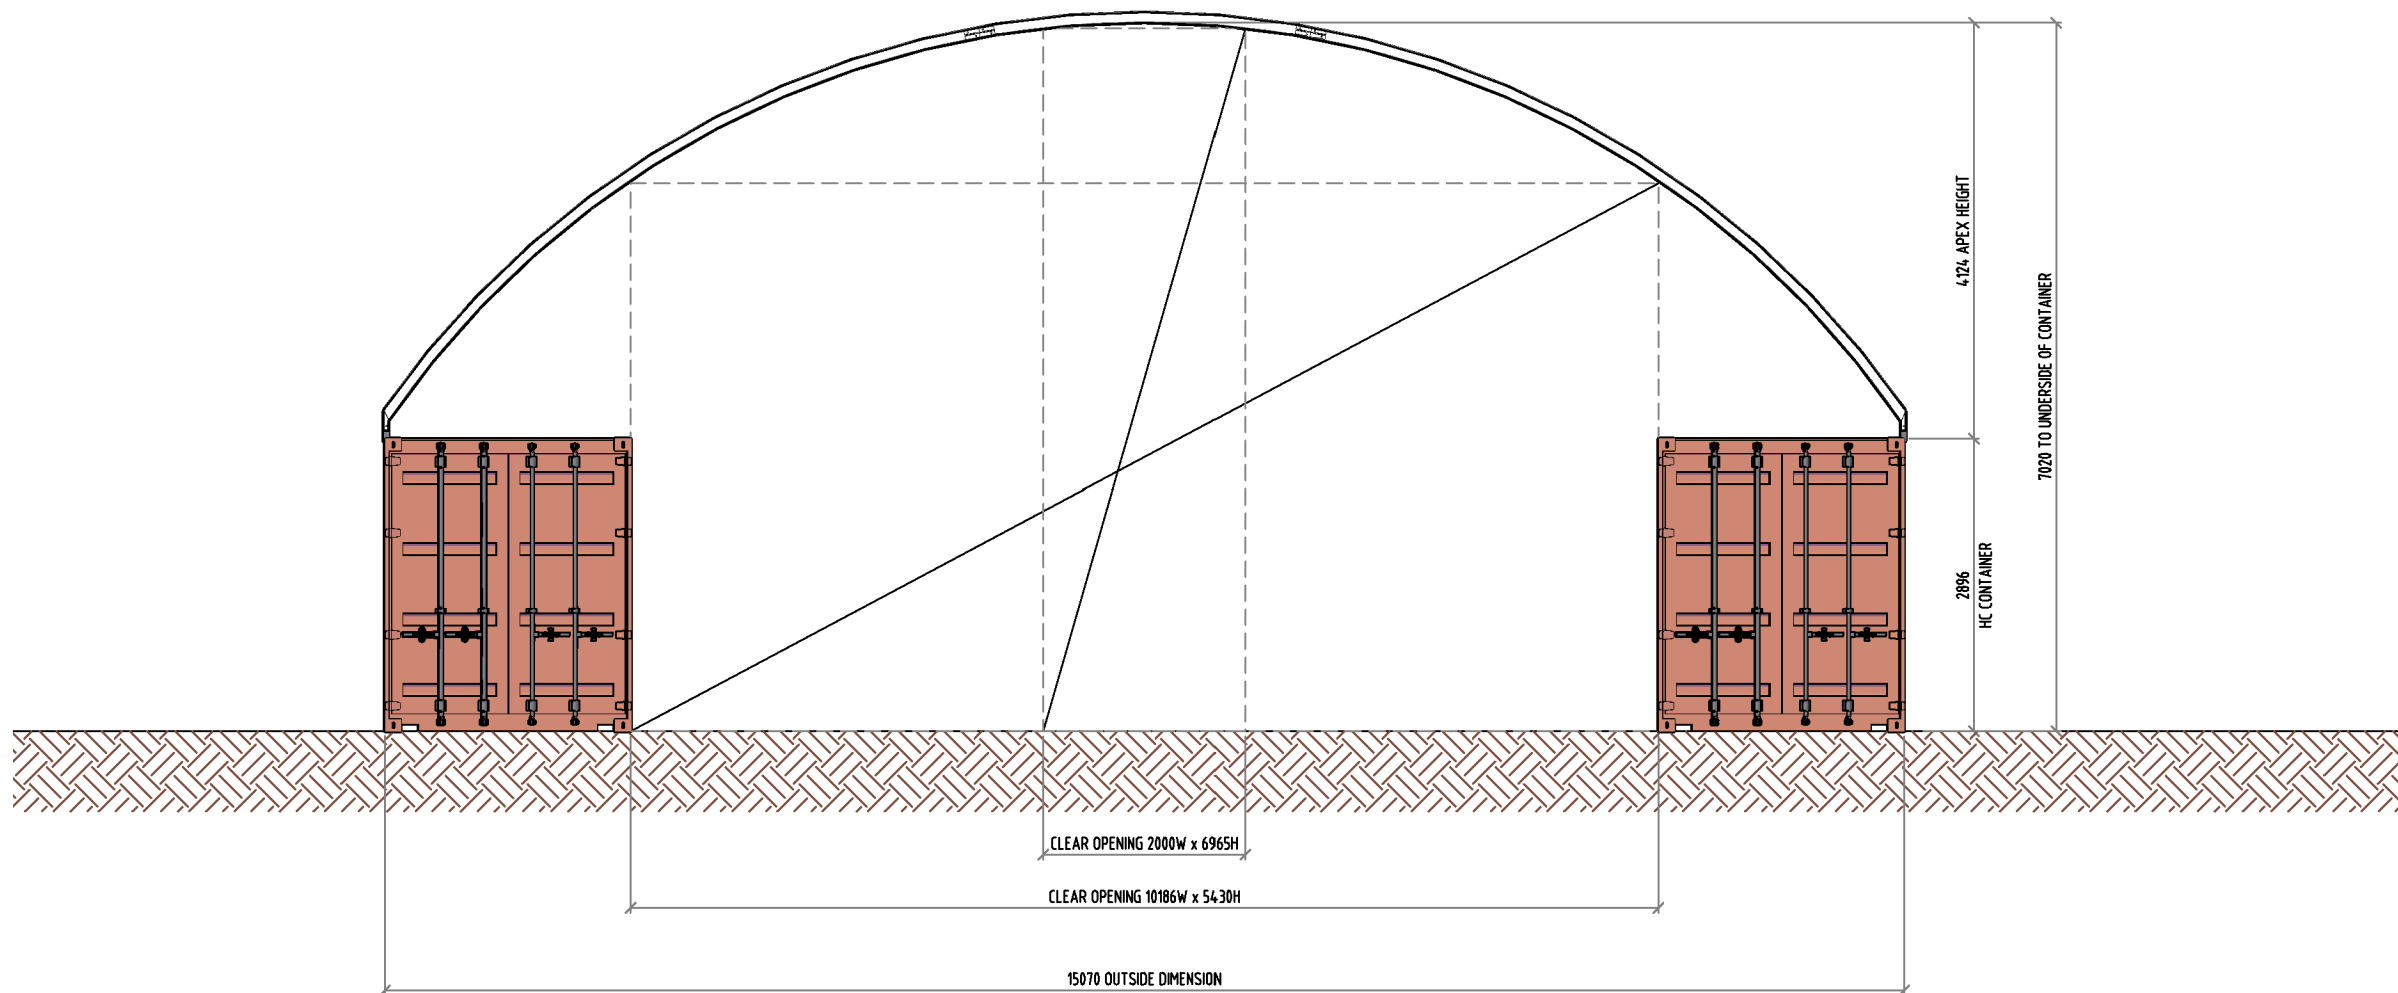 4124 APEX HEIGHT
7020 TO UNDERSIDE OF CONTAINER
2896
HC CONTAINER
CLEAR OPENING 2000W x 6965H
CLEAR OPENING 10186W x 5430H
15070 OUTSIDE DIMENSION